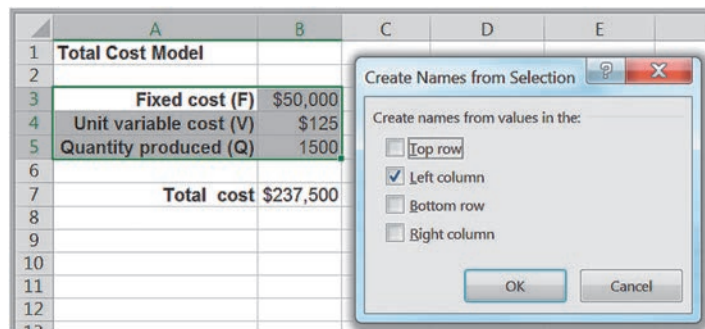 A B C D E
1 Total Cost Model
2
3 Fixed cost (F) $50,000
4 Unit variable cost (V) $125
5 Quantity produced (Q) 1500
6
7 Total cost $237,500
8
9
10
11
12
Create Names from Selection ?
Create names from values in the:
Top row
Left column
Bottom row
Right column
OK Cancel